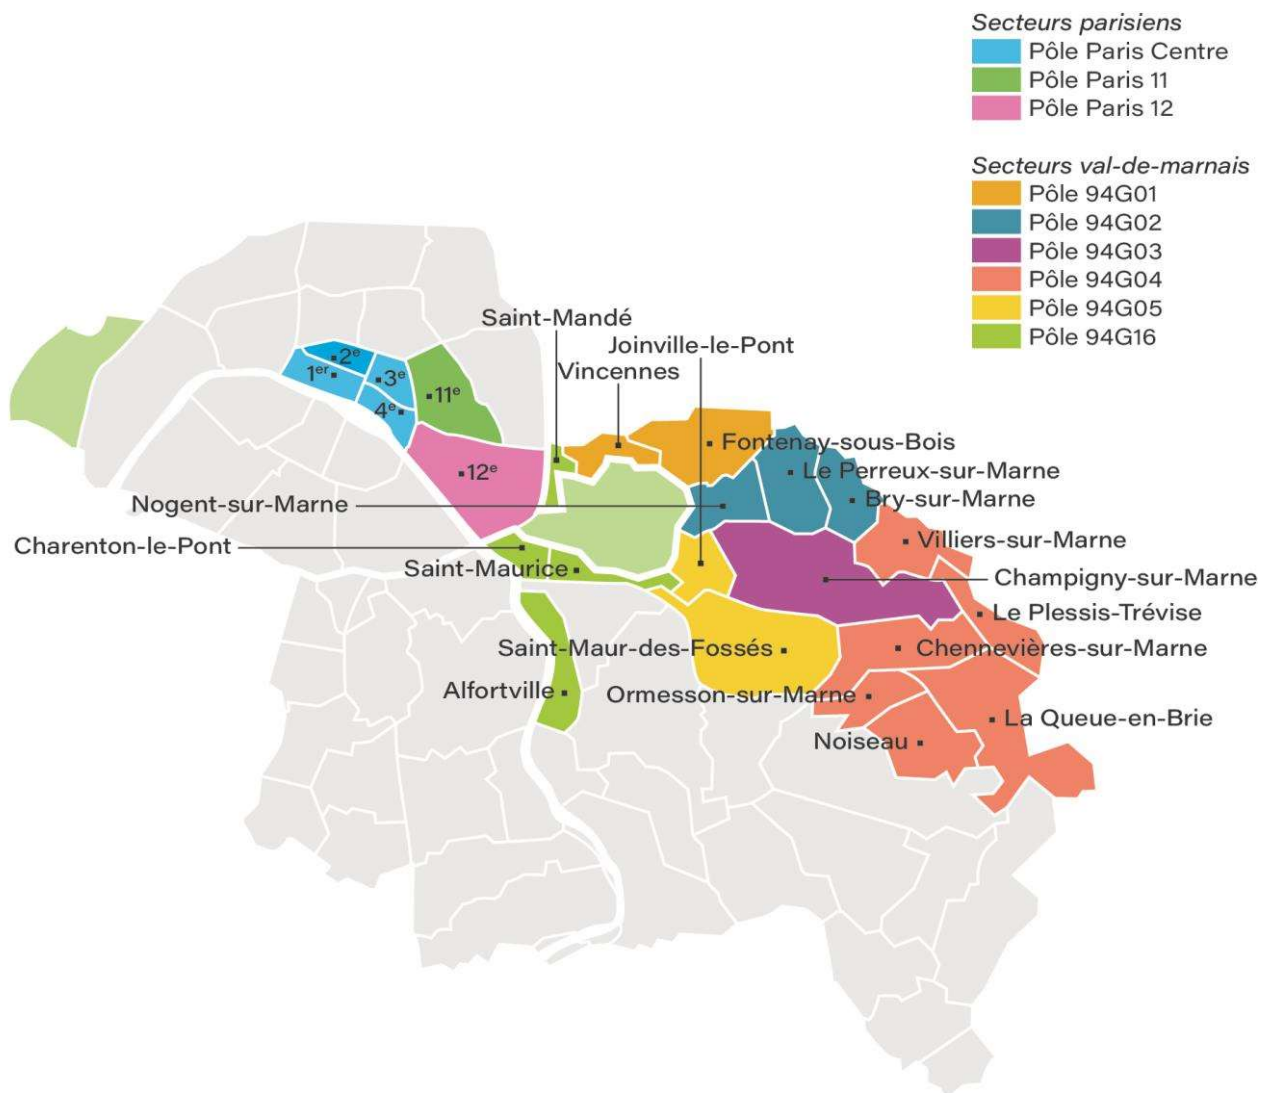 Secteurs parisiens
Pôle Paris Centre
Pôle Paris 11
Pôle Paris 12
Secteurs val-de-marnais
Pôle 94G01
Pôle 94G02
Pôle 94G03
Pôle 94G04
Pôle 94G05
Pôle 94G16
Saint-Mandé
Joinville-le-Pont
Vincennes
2e
1er
3e
11e
4e
Fontenay-sous-Bois
12e
Le Perreux-sur-Marne
Nogent-sur-Marne
Bry-sur-Marne
Charenton-le-Pont
Villiers-sur-Marne
Saint-Maurice
Champigny-sur-Marne
Le Plessis-Trévise
Saint-Maur-des-Fossés
Chennevières-sur-Marne
Alfortville
Ormesson-sur-Marne
La Queue-en-Brie
Noiseau